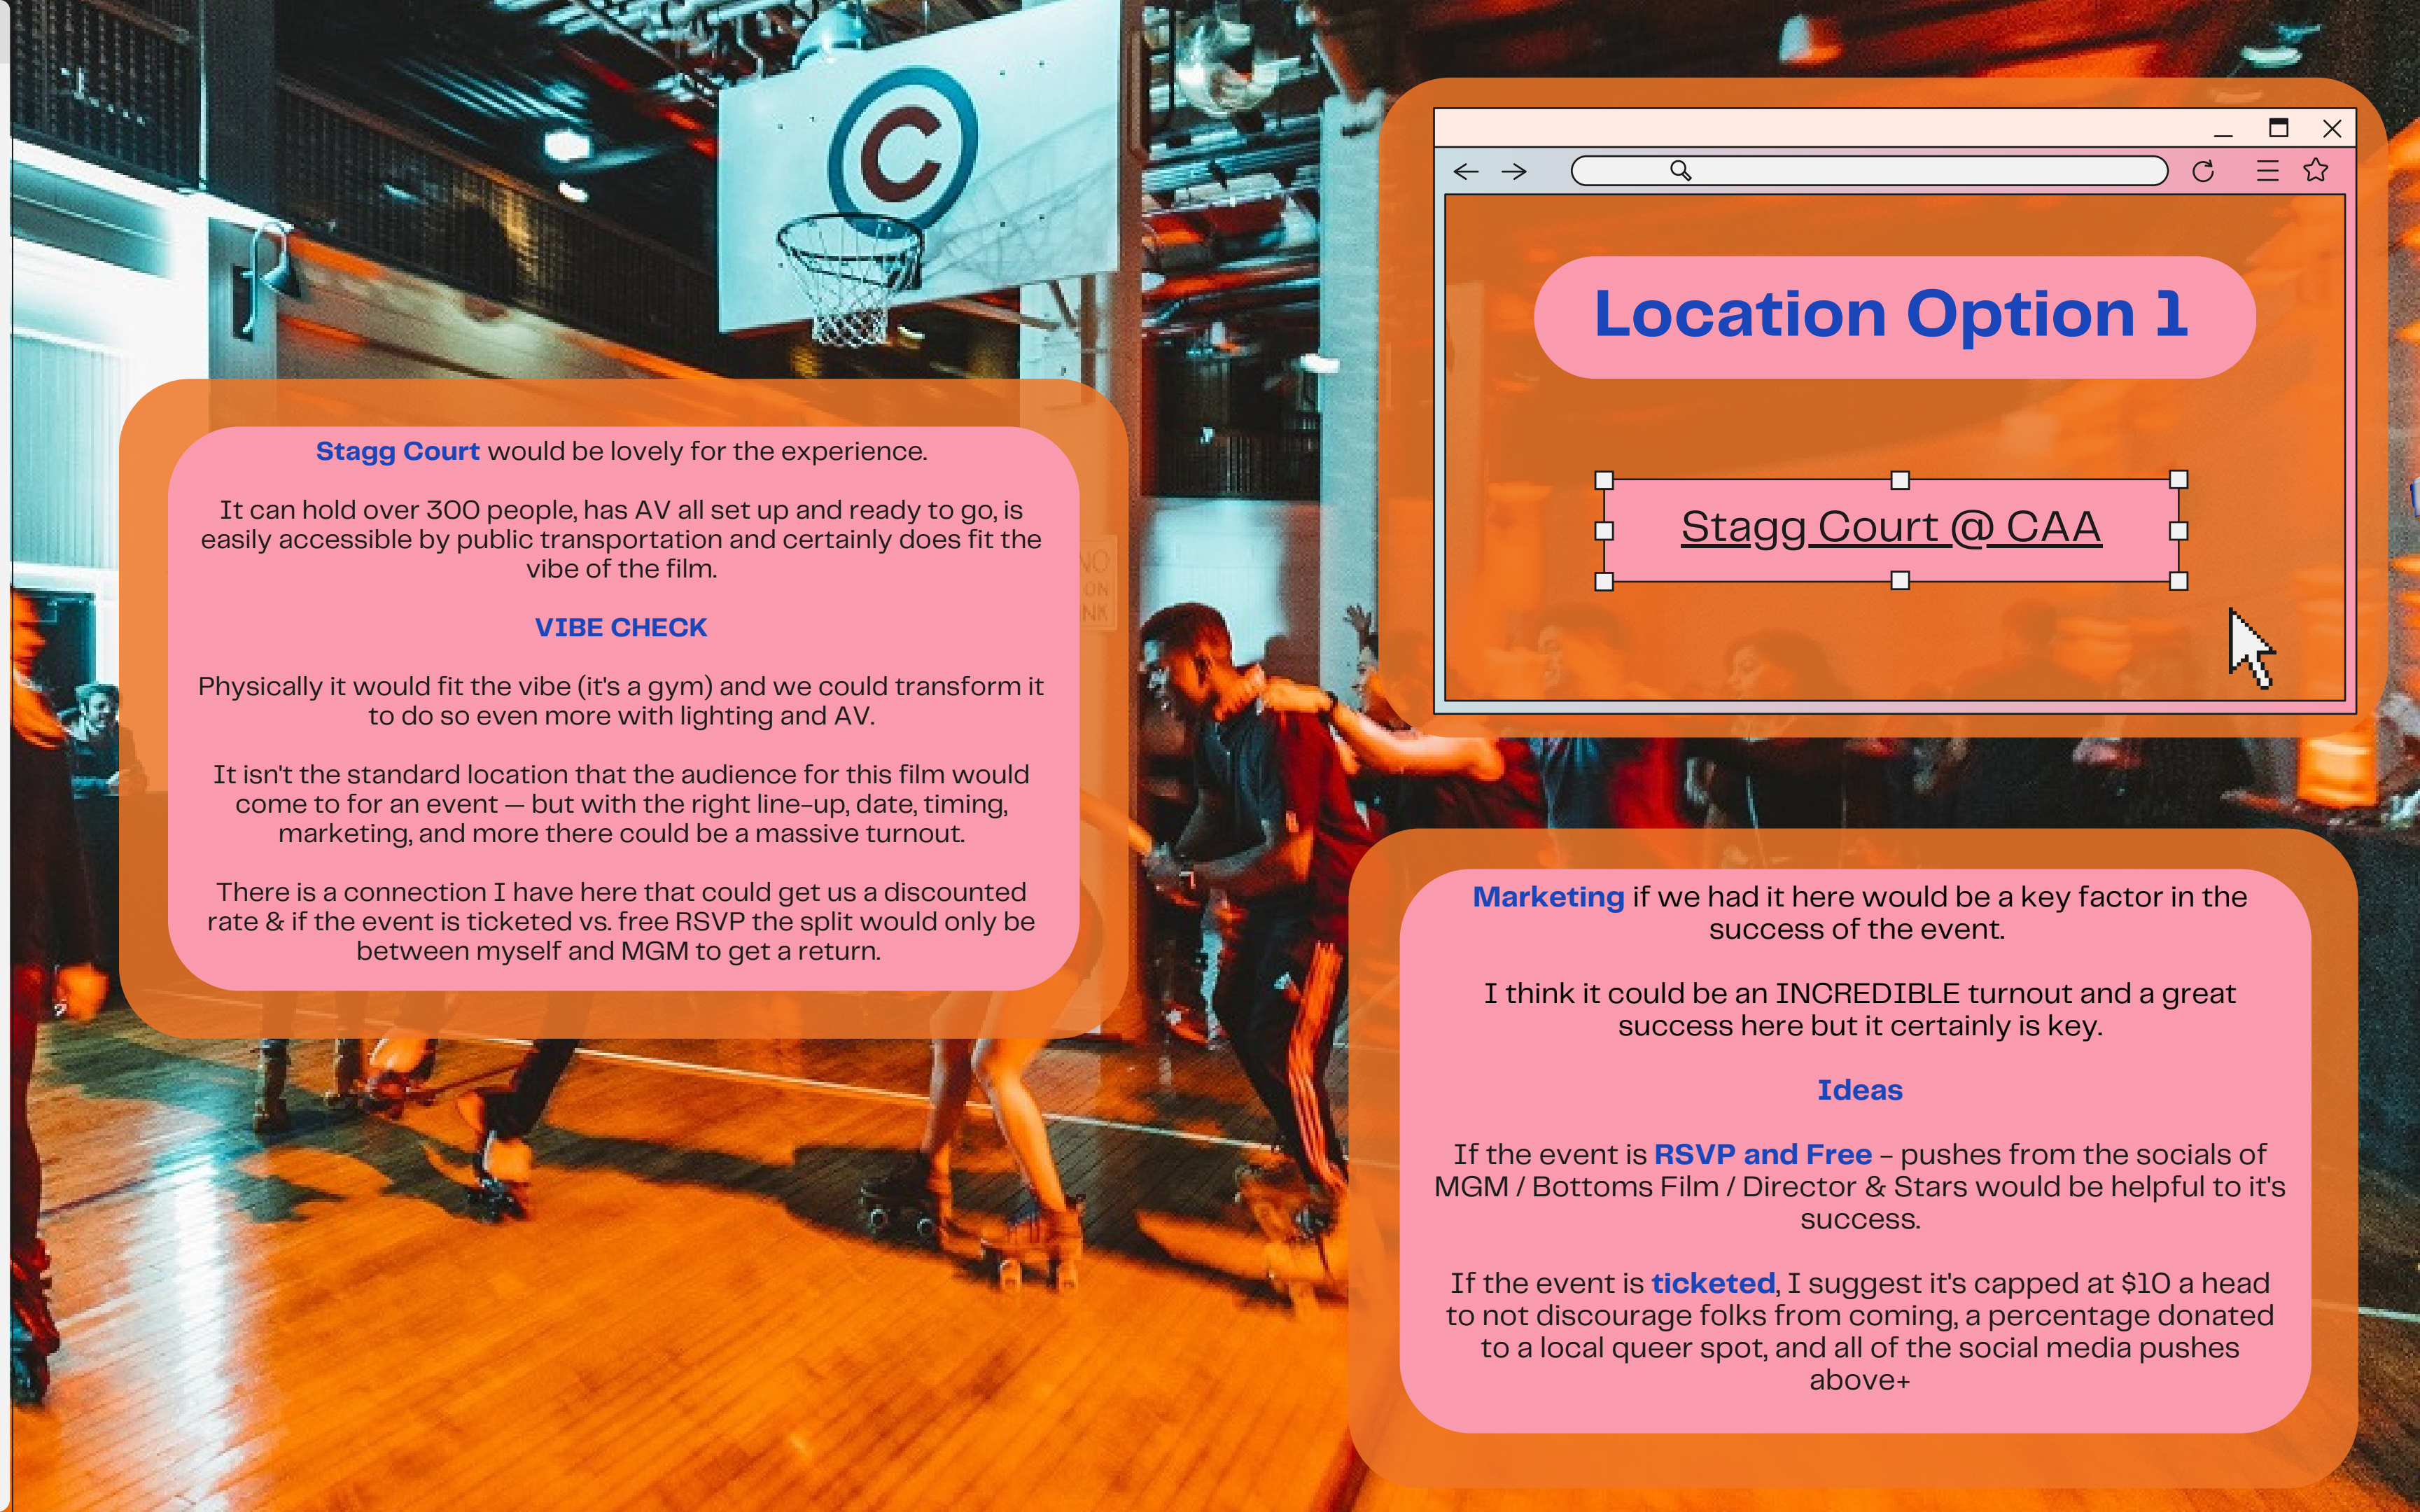 C
Location Option 1
Stagg Court @ CAA
Stagg Court would be lovely for the experience.
It can hold over 300 people, has AV all set up and ready to go, is
easily accessible by public transportation and certainly does fit the
vibe of the film.
VIBE CHECK
Physically it would fit the vibe (it's a gym) and we could transform it
to do so even more with lighting and AV.
It isn't the standard location that the audience for this film would
come to for an event — but with the right line-up, date, timing,
marketing, and more there could be a massive turnout.
There is a connection I have here that could get us a discounted
rate & if the event is ticketed vs. free RSVP the split would only be
between myself and MGM to get a return.
NO
ON
NK
Marketing if we had it here would be a key factor in the
success of the event.
I think it could be an INCREDIBLE turnout and a great
success here but it certainly is key.
Ideas
If the event is RSVP and Free - pushes from the socials of
MGM / Bottoms Film / Director & Stars would be helpful to it's
success.
If the event is ticketed, I suggest it's capped at $10 a head
to not discourage folks from coming, a percentage donated
to a local queer spot, and all of the social media pushes
above+